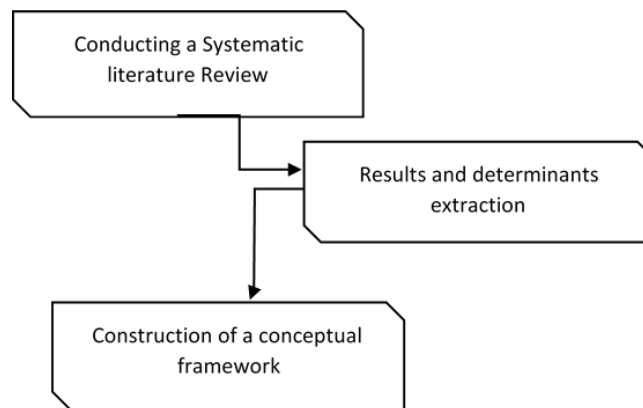 Conducting a Systematic
literature Review
Results and determinants
extraction
Construction of a conceptual
framework